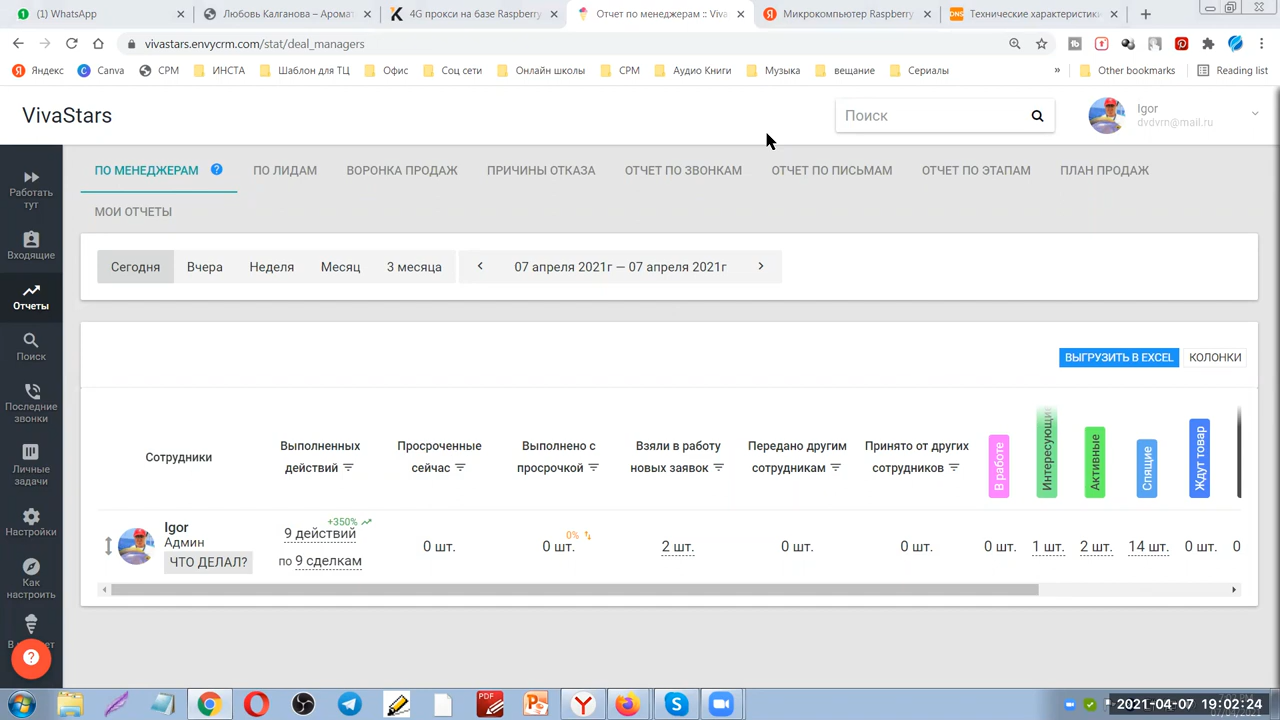 (1) WhatsApp
Любовь Калганова – Аромат
4G прокси на базе Raspberry
Отчет по менеджерам :: Viva
Микрокомпьютер Raspberry
Технические характеристики
vivastars.envycrm.com/stat/deal_managers
Яндекс
Canva
СРМ
ИНСТА
Шаблон для ТЦ
Офис
Соц сети
Онлайн школы
СРМ
Аудио Книги
Музыка
вещание
Сериалы
»
Other bookmarks
Reading list
VivaStars
Поиск
Igor
dvdvrn@mail.ru
ПО МЕНЕДЖЕРАМ
ПО ЛИДАМ
ВОРОНКА ПРОДАЖ
ПРИЧИНЫ ОТКАЗА
ОТЧЕТ ПО ЗВОНКАМ
ОТЧЕТ ПО ПИСЬМАМ
ОТЧЕТ ПО ЭТАПАМ
ПЛАН ПРОДАЖ
МОИ ОТЧЕТЫ
Работать
тут
Входящие
Отчеты
Поиск
Последние
звонки
Личные
задачи
Настройки
Как
настроить
Сегодня
Вчера
Неделя
Месяц
3 месяца
07 апреля 2021г — 07 апреля 2021г
ВЫГРУЗИТЬ В EXCEL
КОЛОНКИ
Сотрудники
Выполненных
действий
Просроченные
сейчас
Выполнено с
просрочкой
Взяли в работу
новых заявок
Передано другим
сотрудникам
Принято от других
сотрудников
В работе
Интересующи
Активные
Спящие
Ждут товар
Igor
Админ
ЧТО ДЕЛАЛ?
+350%
9 действий
по 9 сделкам
0 шт.
0%
0 шт.
2 шт.
0 шт.
0 шт.
0 шт.
1 шт.
2 шт.
14 шт.
0 шт.
0
PDF
2021-04-07 19:02:24